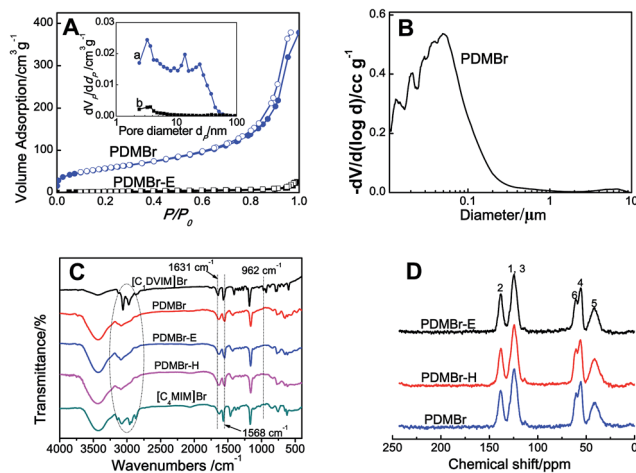 A
Volume Adsorption/cm³ g⁻¹
400
300
200
100
0
0.0 0.2 0.4 0.6 0.8 1.0
P/P₀
PDMBr
PDMBr-E
dVₚ/ddₚ/cm³ g⁻¹
0.03
0.02
0.01
0.00
1 10 100
Pore diameter dₚ/nm
a
b
B
-dV/d(log d)/cc g⁻¹
0.6
0.4
0.2
0.0
0.1 1 10
Diameter/μm
PDMBr
C
Transmittance/%
1631 cm⁻¹ 962 cm⁻¹
[C₁DVIM]Br
PDMBr
PDMBr-E
PDMBr-H
[C₄MIM]Br
1568 cm⁻¹
4000 3500 3000 2500 2000 1500 1000 500
Wavenumbers /cm⁻¹
D
2 1, 3 6 4 5
PDMBr-E
PDMBr-H
PDMBr
250 200 150 100 50 0
Chemical shift/ppm